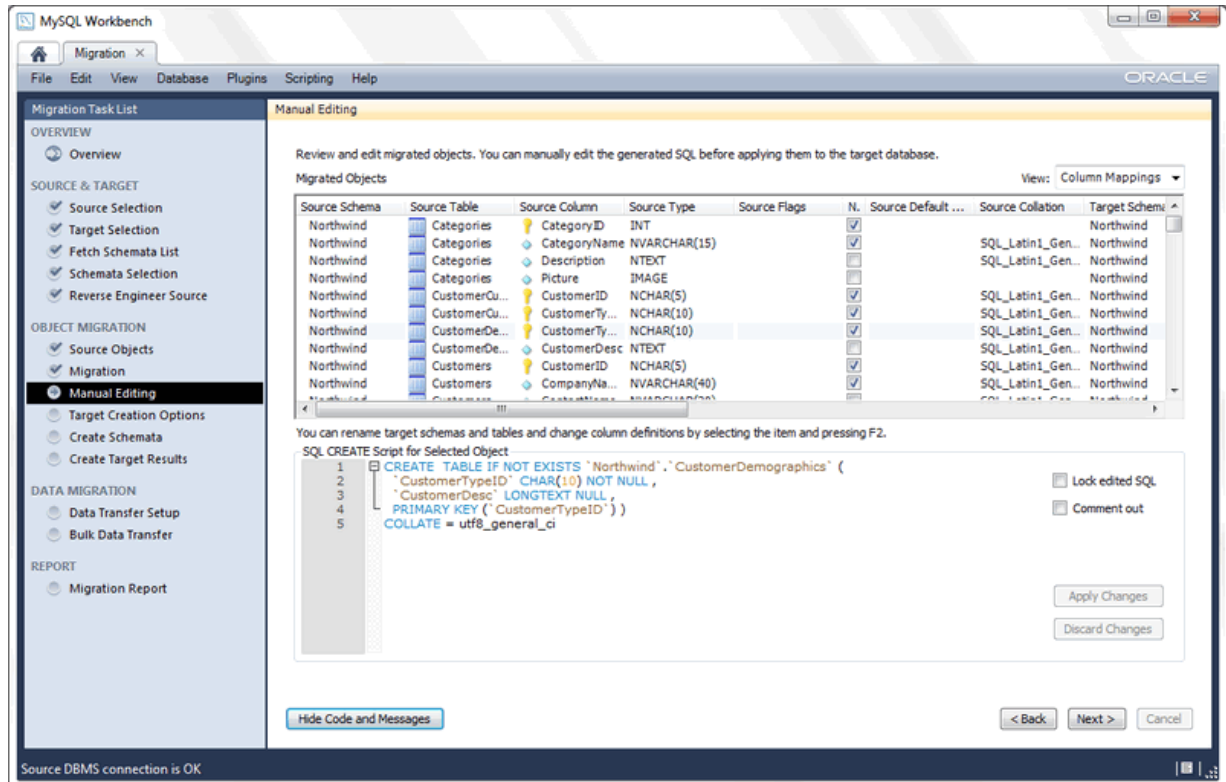 MySQL Workbench
Migration
File Edit View Database Plugins Scripting Help
ORACLE
Migration Task List
OVERVIEW
Overview
SOURCE & TARGET
Source Selection
Target Selection
Fetch Schemata List
Schemata Selection
Reverse Engineer Source
OBJECT MIGRATION
Source Objects
Migration
Manual Editing
Target Creation Options
Create Schemata
Create Target Results
DATA MIGRATION
Data Transfer Setup
Bulk Data Transfer
REPORT
Migration Report
Manual Editing
Review and edit migrated objects. You can manually edit the generated SQL before applying them to the target database.
Migrated Objects View: Column Mappings
Source Schema Source Table Source Column Source Type Source Flags N. Source Default ... Source Collation Target Schema
Northwind Categories CategoryID INT Northwind
Northwind Categories CategoryName NVARCHAR(15) SQL_Latin1_Gen... Northwind
Northwind Categories Description NTEXT SQL_Latin1_Gen... Northwind
Northwind Categories Picture IMAGE Northwind
Northwind CustomerCu... CustomerID NCHAR(5) SQL_Latin1_Gen... Northwind
Northwind CustomerCu... CustomerTy... NCHAR(10) SQL_Latin1_Gen... Northwind
Northwind CustomerDe... CustomerTy... NCHAR(10) SQL_Latin1_Gen... Northwind
Northwind CustomerDe... CustomerDesc NTEXT SQL_Latin1_Gen... Northwind
Northwind Customers CustomerID NCHAR(5) SQL_Latin1_Gen... Northwind
Northwind Customers CompanyNa... NVARCHAR(40) SQL_Latin1_Gen... Northwind
You can rename target schemas and tables and change column definitions by selecting the item and pressing F2.
SQL CREATE Script for Selected Object
1 CREATE TABLE IF NOT EXISTS `Northwind`.`CustomerDemographics` (
2 `CustomerTypeID` CHAR(10) NOT NULL ,
3 `CustomerDesc` LONGTEXT NULL ,
4 PRIMARY KEY (`CustomerTypeID`) )
5 COLLATE = utf8_general_ci
Lock edited SQL
Comment out
Apply Changes
Discard Changes
Hide Code and Messages
< Back Next > Cancel
Source DBMS connection is OK